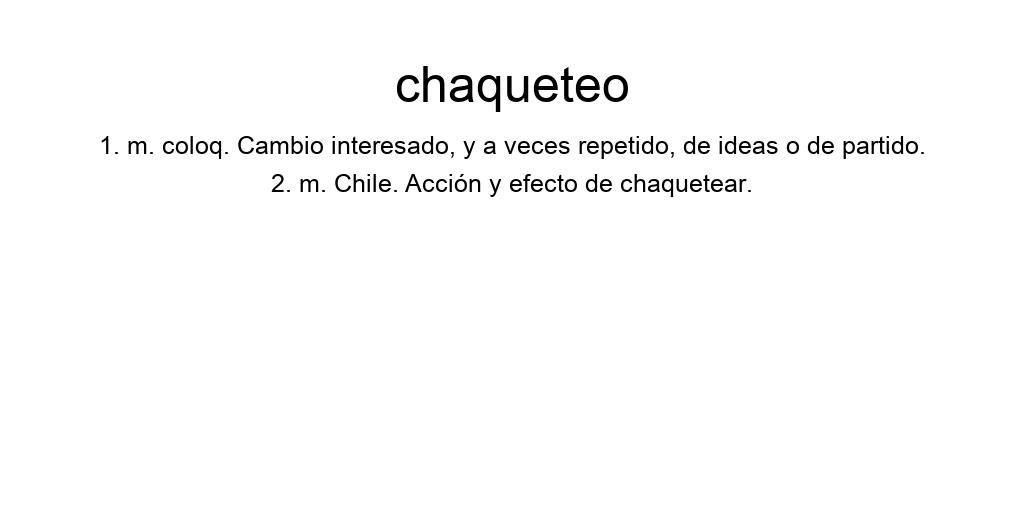 chaqueteo
1. m. coloq. Cambio interesado, y a veces repetido, de ideas o de partido.
2. m. Chile. Acción y efecto de chaquetear.